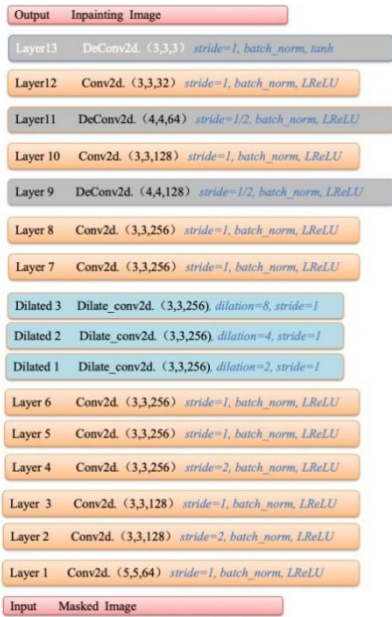 Output Inpainting Image
Layer13 DeConv2d. (3,3,3) stride=1, batch_norm, tanh
Layer12 Conv2d. (3,3,32) stride=1, batch_norm, LReLU
Layer11 DeConv2d. (4,4,64) stride=1/2, batch_norm, LReLU
Layer 10 Conv2d. (3,3,128) stride=1, batch_norm, LReLU
Layer 9 DeConv2d. (4,4,128) stride=1/2, batch_norm, LReLU
Layer 8 Conv2d. (3,3,256) stride=1, batch_norm, LReLU
Layer 7 Conv2d. (3,3,256) stride=1, batch_norm, LReLU
Dilated 3 Dilate_conv2d. (3,3,256), dilation=8, stride=1
Dilated 2 Dilate_conv2d. (3,3,256), dilation=4, stride=1
Dilated 1 Dilate_conv2d. (3,3,256), dilation=2, stride=1
Layer 6 Conv2d. (3,3,256) stride=1, batch_norm, LReLU
Layer 5 Conv2d. (3,3,256) stride=1, batch_norm, LReLU
Layer 4 Conv2d. (3,3,256) stride=2, batch_norm, LReLU
Layer 3 Conv2d. (3,3,128) stride=1, batch_norm, LReLU
Layer 2 Conv2d. (3,3,128) stride=2, batch_norm, LReLU
Layer 1 Conv2d. (5,5,64) stride=1, batch_norm, LReLU
Input Masked Image